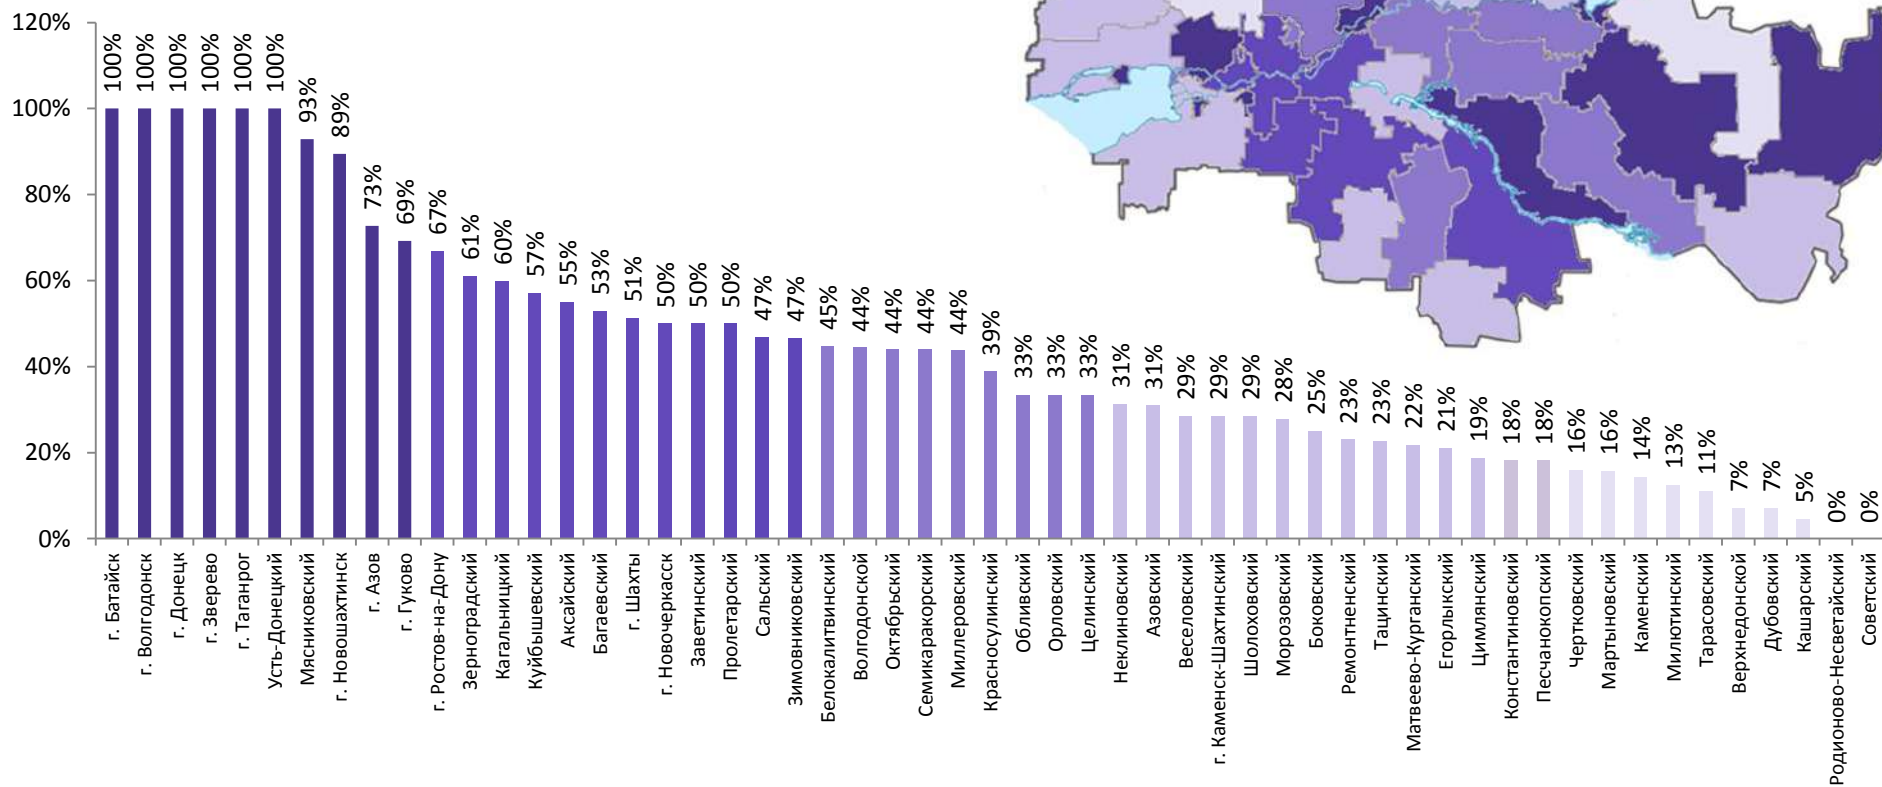 120%
100%
80%
60%
40%
20%
0%
100%
100%
100%
100%
100%
100%
93%
89%
73%
69%
67%
61%
60%
57%
55%
53%
51%
50%
50%
50%
47%
47%
45%
44%
44%
44%
44%
39%
33%
33%
33%
31%
31%
29%
29%
29%
28%
25%
23%
23%
22%
21%
19%
18%
18%
16%
16%
14%
13%
11%
7%
7%
5%
0%
0%
г. Батайск
г. Волгодонск
г. Донецк
г. Зверево
г. Таганрог
Усть-Донецкий
Мясниковский
г. Новошахтинск
г. Азов
г. Гуково
г. Ростов-на-Дону
Зерноградский
Кагальницкий
Куйбышевский
Аксайский
Багаевский
г. Шахты
г. Новочеркасск
Заветинский
Пролетарский
Сальский
Зимовниковский
Белокалитвинский
Волгодонской
Октябрьский
Семикаракорский
Миллеровский
Красносулинский
Обливский
Орловский
Целинский
Неклиновский
Азовский
Веселовский
г. Каменск-Шахтинский
Шолоховский
Морозовский
Боковский
Ремонтненский
Тацинский
Матвеево-Курганский
Егорлыкский
Цимлянский
Константиновский
Песчанокопский
Чертковский
Мартыновский
Каменский
Милютинский
Тарасовский
Верхнедонской
Дубовский
Кашарский
Родионово-Несветайский
Советский